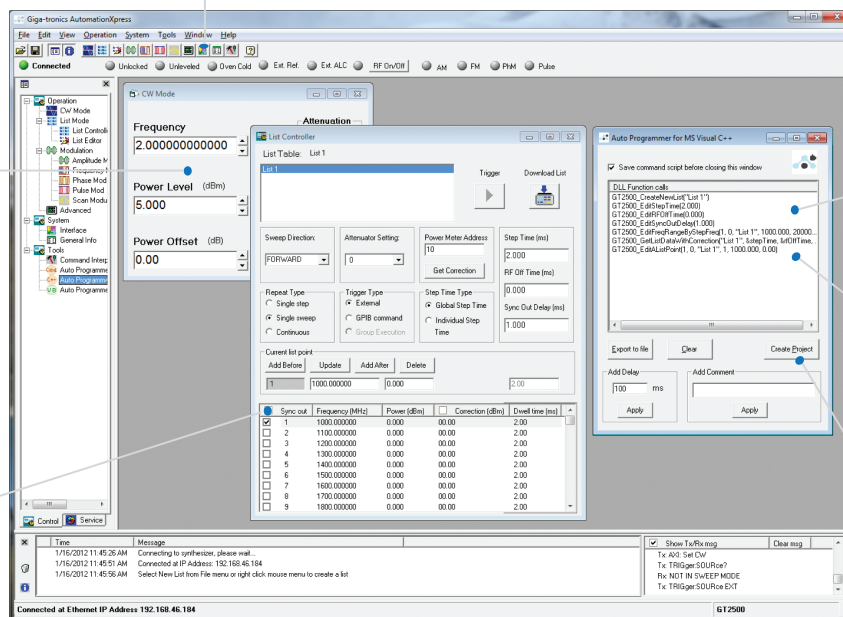 Giga-tronics AutomationXpress
File Edit View Operation System Tools Window Help
Connected Unlocked Unleveled Oven Cold Ext. Ref. Ext. ALC RF On/Off AM FM PhM Pulse
Operation
CW Mode
List Mode
List Controll
List Editor
Modulation
Amplitude M
Frequency
Phase Mod
Pulse Mod
Scan Modu
Advanced
System
Interface
General Info
Tools
Command Interp
Auto Programme
Auto Programme
Auto Programme
Control Service
CW Mode
Attenuation
Frequency
2.000000000000
Power Level (dBm)
5.000
Power Offset (dB)
0.00
List Controller
List Table: List 1
List 1
Trigger Download List
Sweep Direction: Attenuator Setting: Power Meter Address Step Time (ms)
FORWARD 0 10 2.000
Get Correction
RF Off Time (ms)
0.000
Repeat Type Trigger Type Step Time Type
Single step External Global Step Time Sync Out Delay (ms)
Single sweep GPIB command Individual Step Time 1.000
Continuous Group Execution
Current list point
Add Before Update Add After Delete
1 1000.000000 0.000 2.00
Sync out Frequency (MHz) Power (dBm) Correction (dBm) Dwell time (ms)
1 1000.000000 0.000 00.00 2.00
2 1100.000000 0.000 00.00 2.00
3 1200.000000 0.000 00.00 2.00
4 1300.000000 0.000 00.00 2.00
5 1400.000000 0.000 00.00 2.00
6 1500.000000 0.000 00.00 2.00
7 1600.000000 0.000 00.00 2.00
8 1700.000000 0.000 00.00 2.00
9 1800.000000 0.000 00.00 2.00
Auto Programmer for MS Visual C++
Save command script before closing this window
DLL Function calls
GT2500_CreateNewList("List 1")
GT2500_EditStepTime(2.000)
GT2500_EditRFOffTime(0.000)
GT2500_EditSyncOutDelay(1.000)
GT2500_EditFreqRangeByStepFreq(1, 0, "List 1", 1000.000, 20000.
GT2500_GetListDataWithCorrection("List 1", &stepTime, &rfOffTime,
GT2500_EditAListPoint(1, 0, "List 1", 1, 1000.000, 0.00)
Export to file Clear Create Project
Add Delay Add Comment
100 ms
Apply Apply
Time Message
1/16/2012 11:45:26 AM Connecting to synthesizer, please wait...
1/16/2012 11:45:51 AM Connected at IP Address: 192.168.46.184
1/16/2012 11:45:56 AM Select New List from File menu or right click mouse menu to create a list
Show Tx/Rx msg Clear msg
Tx: AXI: Set CW
Tx: TRIGger:SOURce?
Rx: NOT IN SWEEP MODE
Tx: TRIGger:SOURce EXT
Connected at Ethernet IP Address 192.168.46.184 GT2500